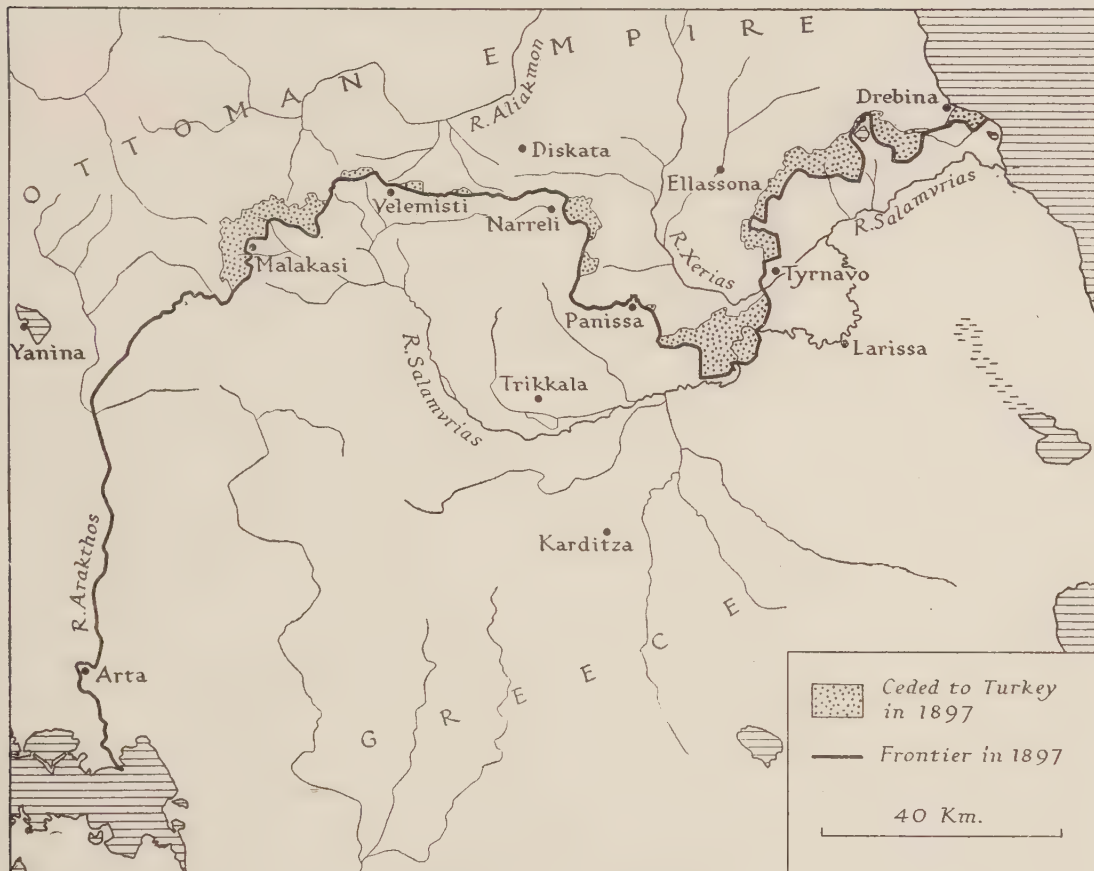 OTTOMAN EMPIRE
R. Aliakmon
Drebina
Diskata
Ellassona
Velemisti
Narreli
R. Salamvrias
Malakasi
R. Xerias
Tyrnavo
Yanina
Panissa
Larissa
R. Salamvrias
Trikkala
Karditza
R. Arakthos
Arta
GREECE
Ceded to Turkey
in 1897
Frontier in 1897
40 Km.